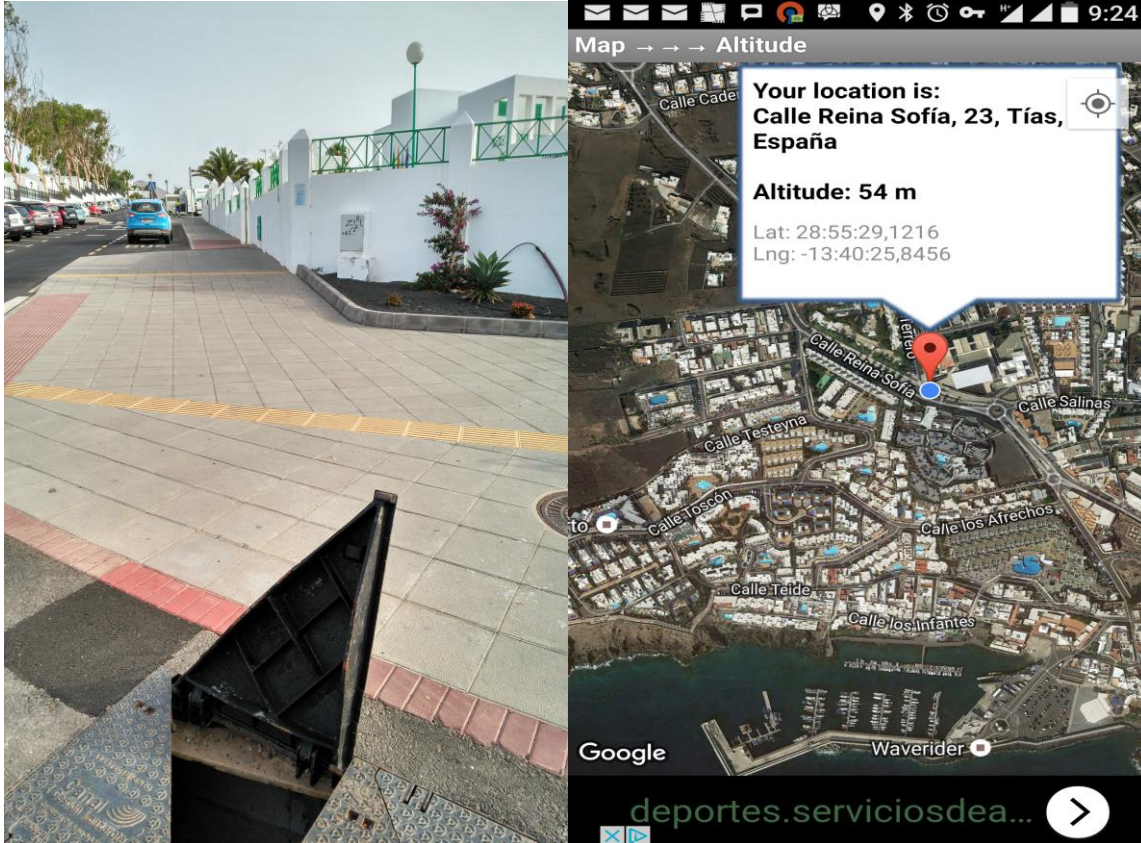 canal
9:24
Map → → → Altitude
Your location is:
Calle Reina Sofía, 23, Tías,
España
Altitude: 54 m
Lat: 28:55:29,1216
Lng: -13:40:25,8456
Calle Reina Sofía
Calle Salinas
Calle Testeyna
Calle Toscón
Calle los Afrechos
Calle Teide
Calle los Infantes
Google
Waverider
deportes.serviciosdea...